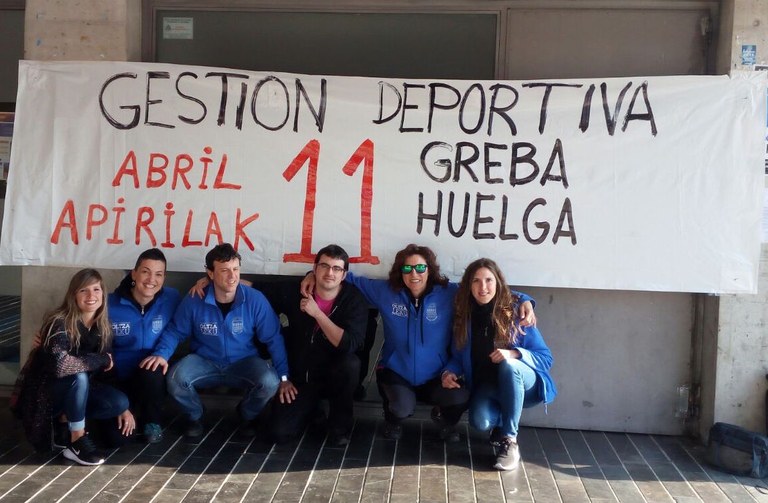 GESTION DEPORTIVA
ABRIL 11 GREBA
APIRILAK HUELGA